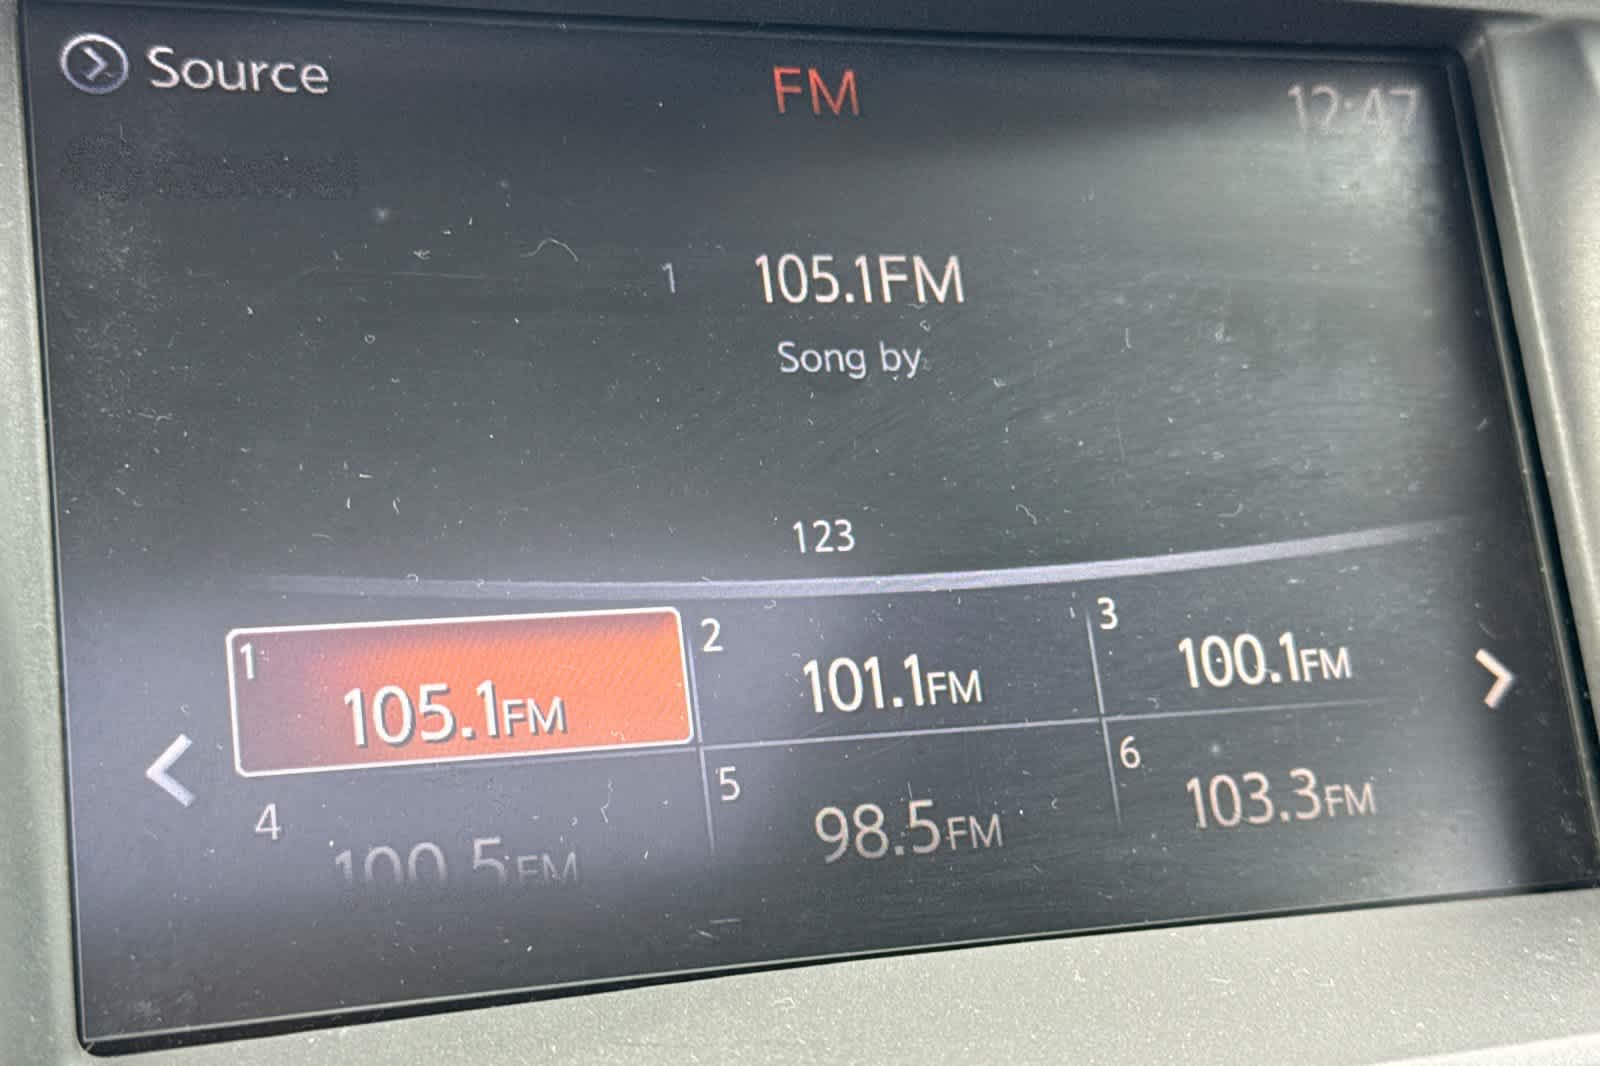 Source
FM
12:47
1 105.1FM
Song by
123
1 105.1FM
2 101.1FM
3 100.1FM
4 100.5FM
5 98.5FM
6 103.3FM